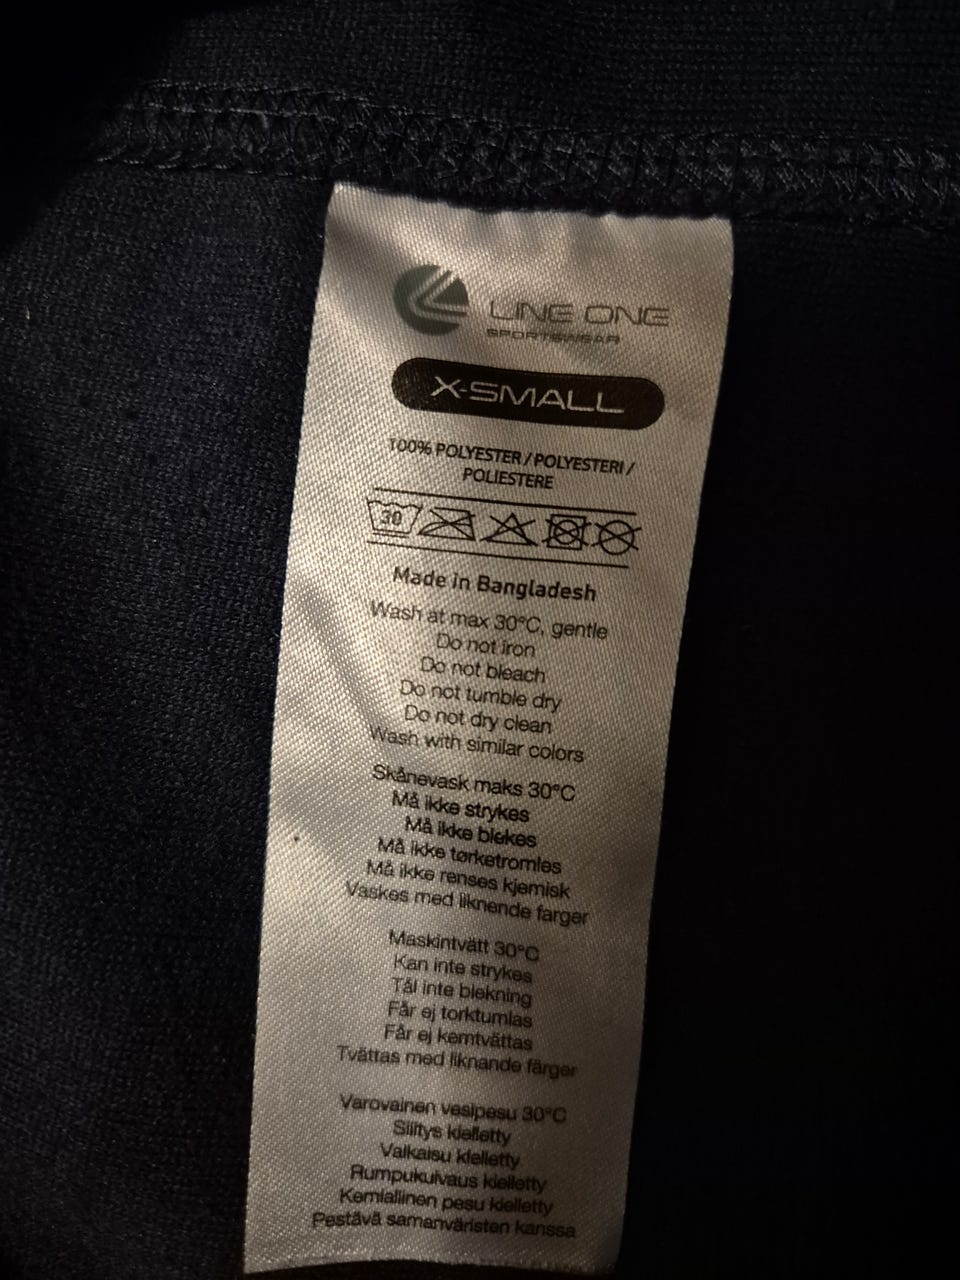 LINE ONE
SPORTSWEAR
X-SMALL
100% POLYESTER / POLYESTERI /
POLIESTERE
30
Made in Bangladesh
Wash at max 30°C, gentle
Do not iron
Do not bleach
Do not tumble dry
Do not dry clean
Wash with similar colors
Skånevask maks 30°C
Må ikke strykes
Må ikke blekes
Må ikke tørketromles
Må ikke renses kjemisk
Vaskes med liknende farger
Maskintvätt 30°C
Kan inte strykes
Tål inte blekning
Får ej torktumlas
Får ej kemtvättas
Tvättas med liknande färger
Varovainen vesipesu 30°C
Silitys kielletty
Valkaisu kielletty
Rumpukuivaus kielletty
Kemiallinen pesu kielletty
Pestävä samanväristen kanssa